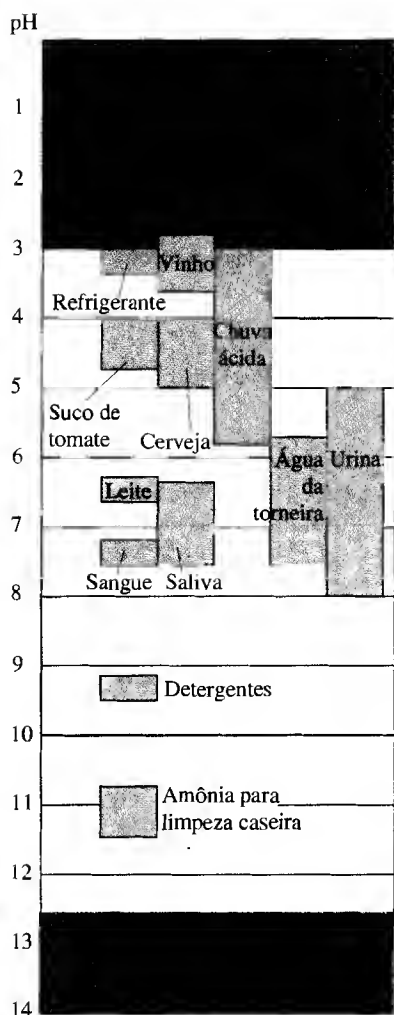 pH
1
2
3
Vinho
Refrigerante
4
Chuva
ácida
5
Suco de
tomate
Cerveja
6
Água
da
torneira
Urina
Leite
7
Sangue
Saliva
8
9
Detergentes
10
11
Amônia para
limpeza caseira
12
13
14